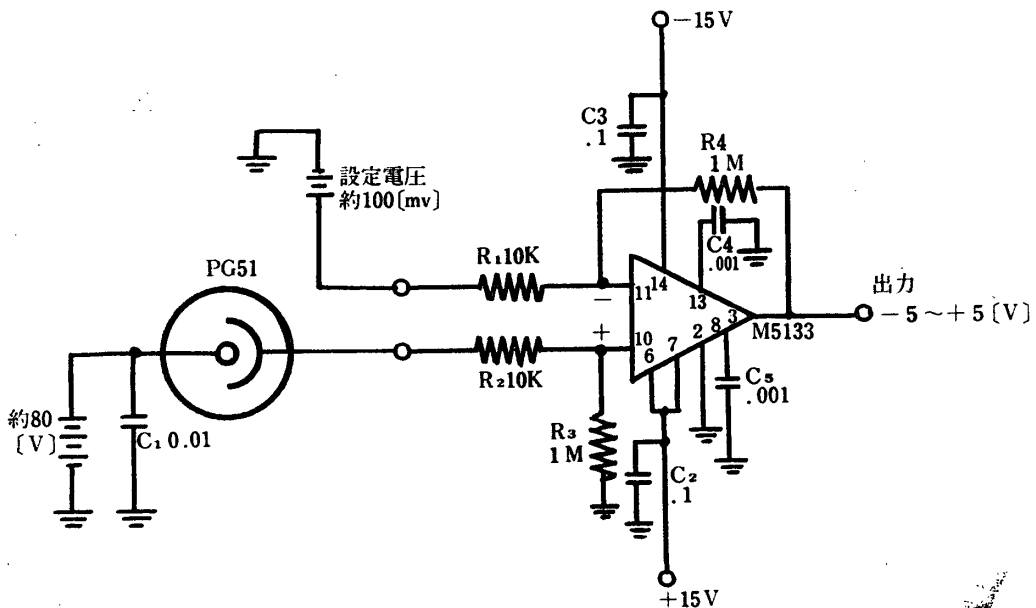 −15V
C3
.1
R4
1M
設定電圧
約100〔mv〕
C4
.001
PG51
R₁10K
出力
−5～+5〔V〕
−
11
14
13
3
M5133
+
10
6
7
2
8
R₂10K
C₅
.001
約80
〔V〕
C₁ 0.01
R₃
1M
C₂
.1
+15V